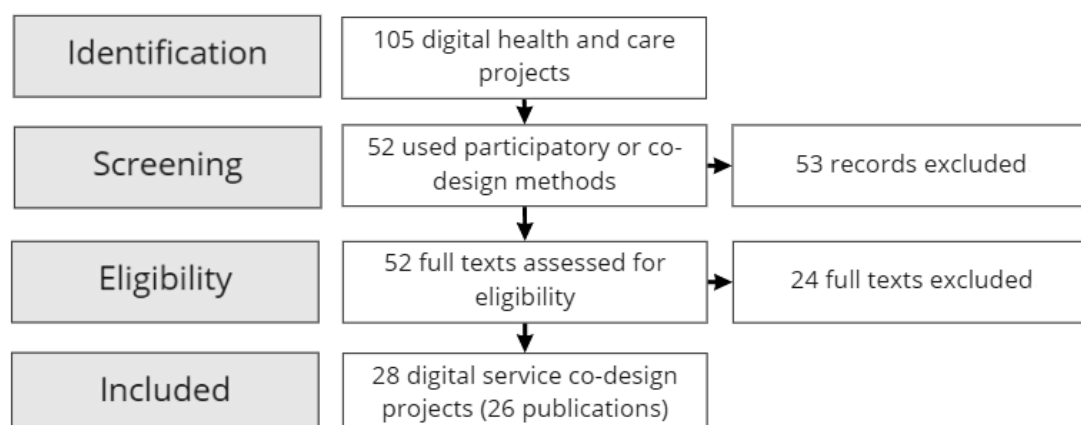 Identification
105 digital health and care
projects
Screening
52 used participatory or co-
design methods
53 records excluded
Eligibility
52 full texts assessed for
eligibility
24 full texts excluded
Included
28 digital service co-design
projects (26 publications)